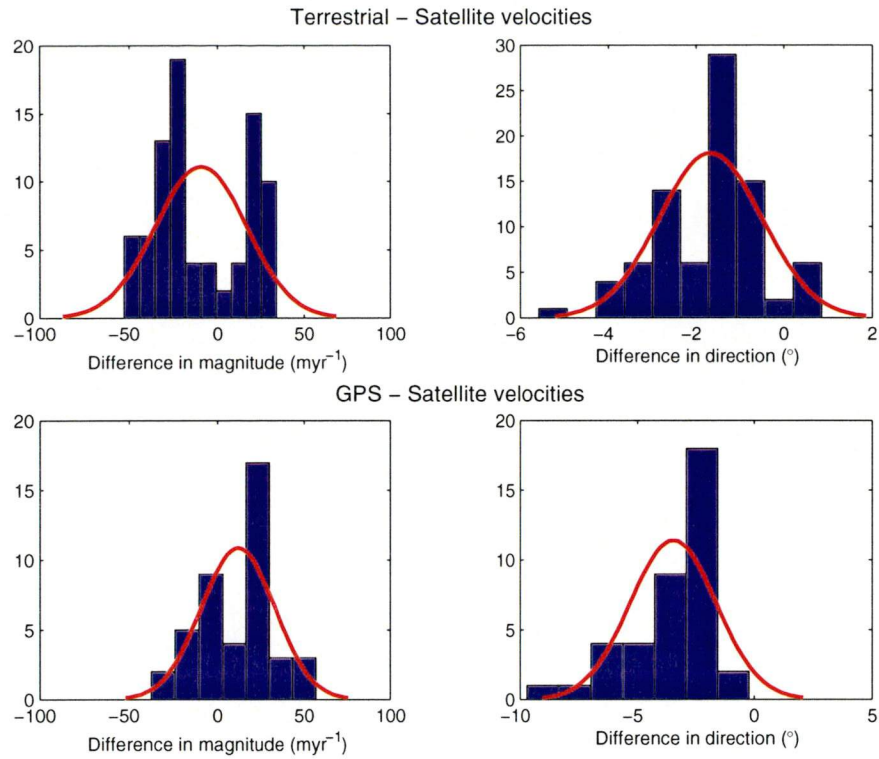 Terrestrial – Satellite velocities
20
15
10
5
0
−100 −50 0 50 100
Difference in magnitude (myr⁻¹)
30
25
20
15
10
5
0
−6 −4 −2 0 2
Difference in direction (°)
GPS – Satellite velocities
20
15
10
5
0
−100 −50 0 50 100
Difference in magnitude (myr⁻¹)
20
15
10
5
0
−10 −5 0 5
Difference in direction (°)